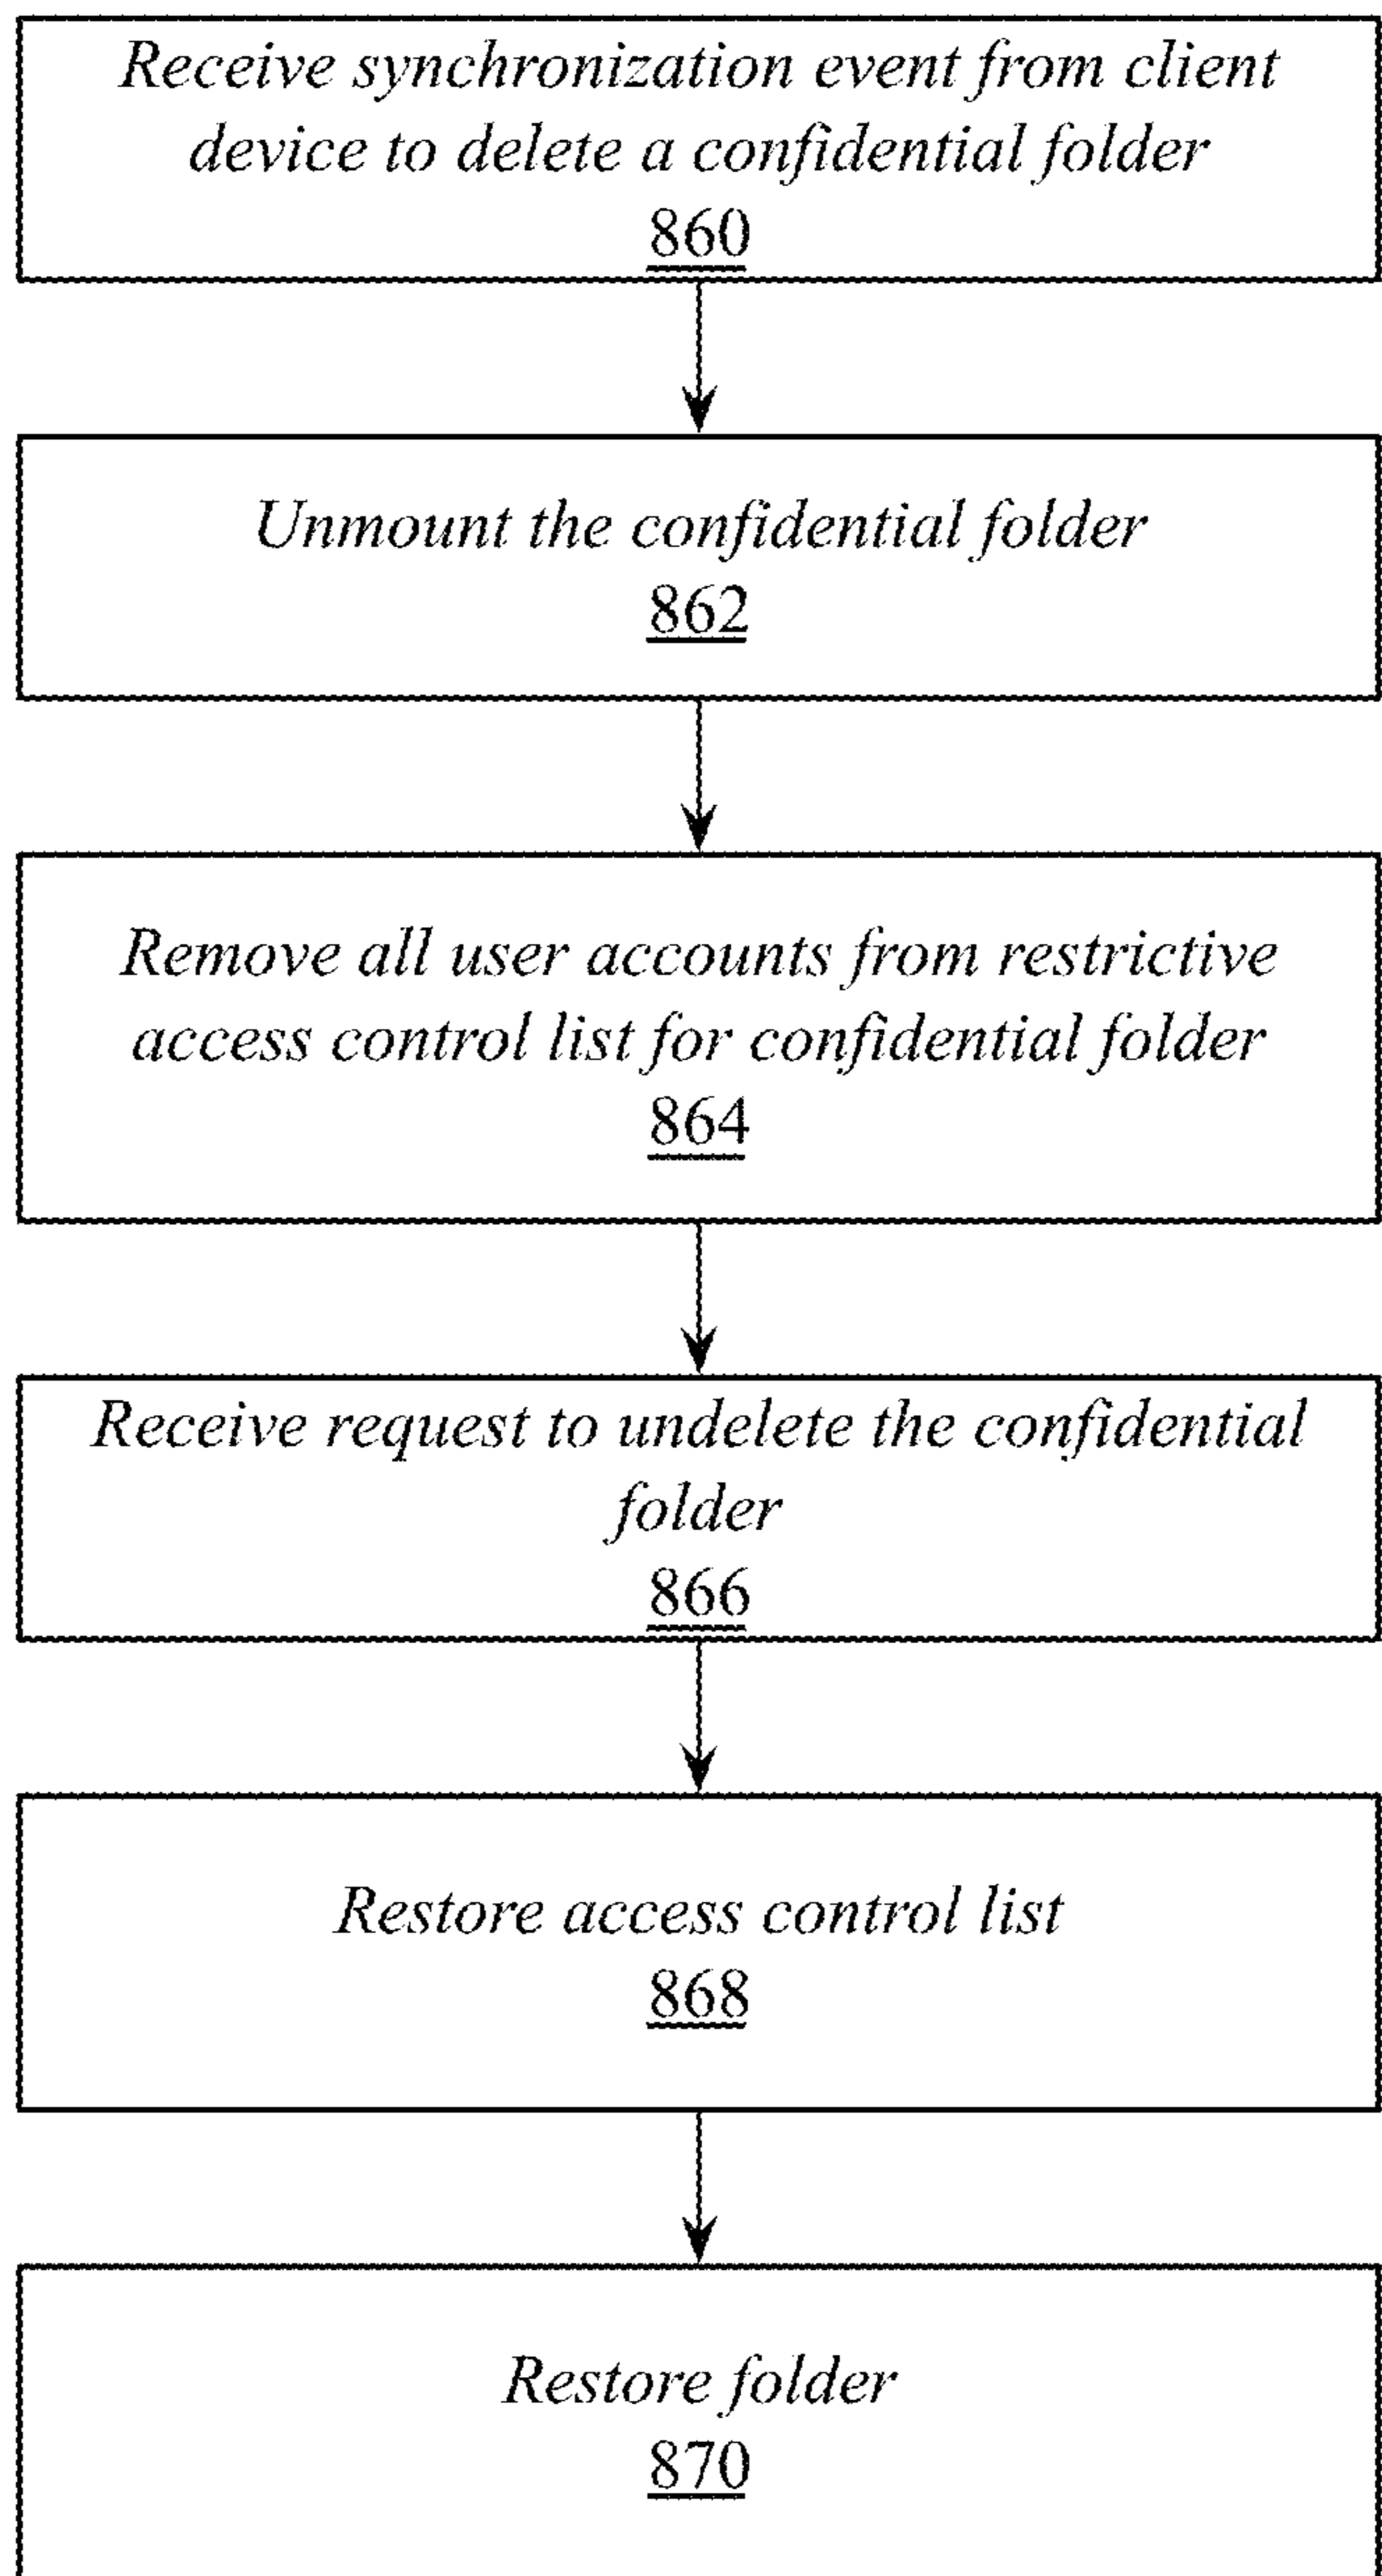 Receive synchronization event from client
device to delete a confidential folder
860
Unmount the confidential folder
862
Remove all user accounts from restrictive
access control list for confidential folder
864
Receive request to undelete the confidential
folder
866
Restore access control list
868
Restore folder
870